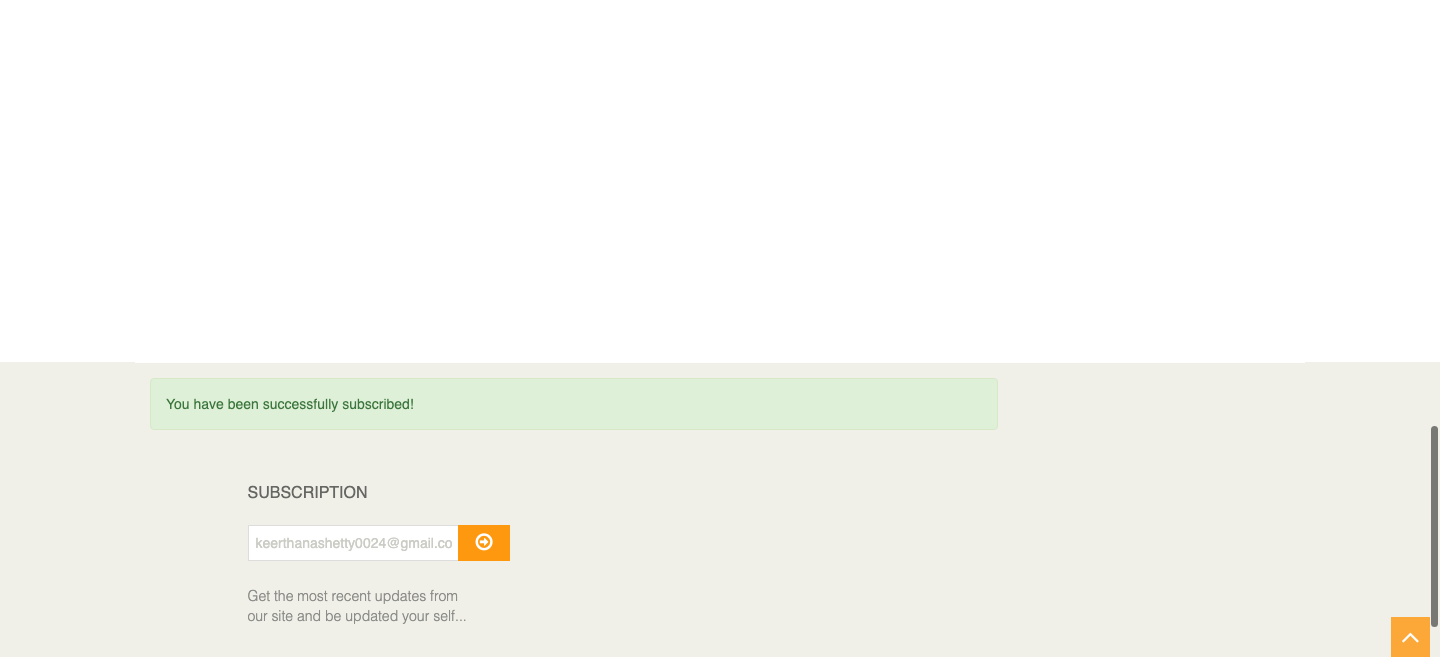 You have been successfully subscribed!
SUBSCRIPTION
keerthanashetty0024@gmail.co
Get the most recent updates from
our site and be updated your self...